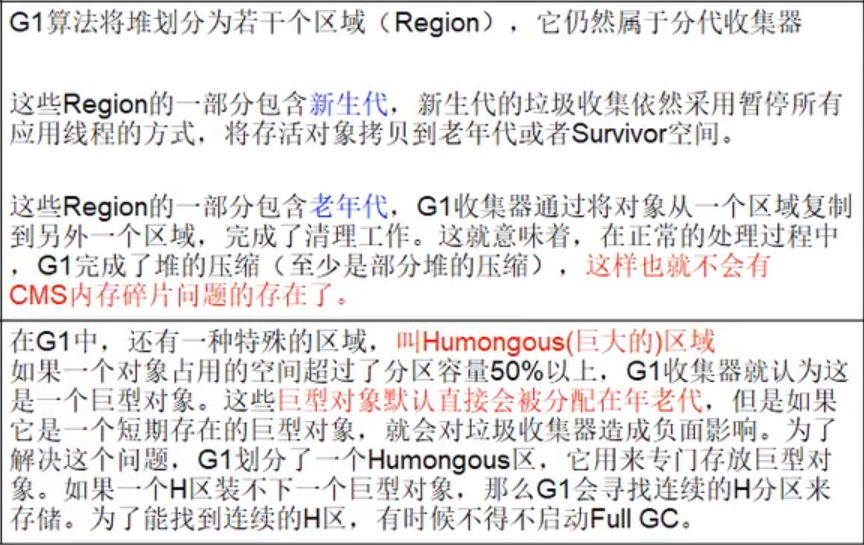 G1算法将堆划分为若干个区域（Region），它仍然属于分代收集器
这些Region的一部分包含新生代，新生代的垃圾收集依然采用暂停所有
应用线程的方式，将存活对象拷贝到老年代或者Survivor空间。
这些Region的一部分包含老年代，G1收集器通过将对象从一个区域复制
到另外一个区域，完成了清理工作。这就意味着，在正常的处理过程中
，G1完成了堆的压缩（至少是部分堆的压缩），这样也就不会有
CMS内存碎片问题的存在了。
在G1中，还有一种特殊的区域，叫Humongous(巨大的)区域
如果一个对象占用的空间超过了分区容量50%以上，G1收集器就认为这
是一个巨型对象。这些巨型对象默认直接会被分配在年老代，但是如果
它是一个短期存在的巨型对象，就会对垃圾收集器造成负面影响。为了
解决这个问题，G1划分了一个Humongous区，它用来专门存放巨型对
象。如果一个H区装不下一个巨型对象，那么G1会寻找连续的H分区来
存储。为了能找到连续的H区，有时候不得不启动Full GC。